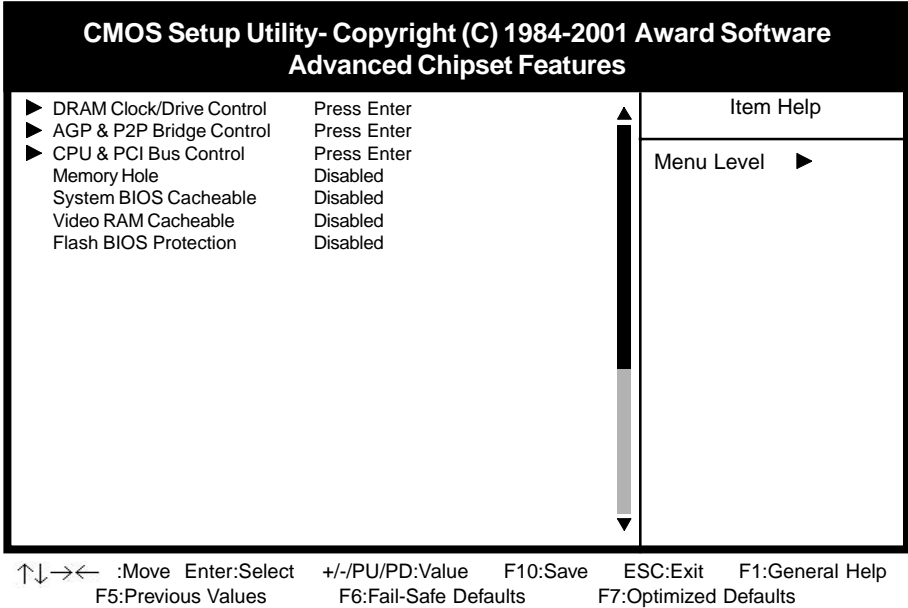 CMOS Setup Utility- Copyright (C) 1984-2001 Award Software
Advanced Chipset Features
▶ DRAM Clock/Drive Control Press Enter
▶ AGP & P2P Bridge Control Press Enter
▶ CPU & PCI Bus Control Press Enter
Memory Hole Disabled
System BIOS Cacheable Disabled
Video RAM Cacheable Disabled
Flash BIOS Protection Disabled
Item Help
Menu Level ▶
↑↓→← :Move Enter:Select +/-/PU/PD:Value F10:Save ESC:Exit F1:General Help
F5:Previous Values F6:Fail-Safe Defaults F7:Optimized Defaults